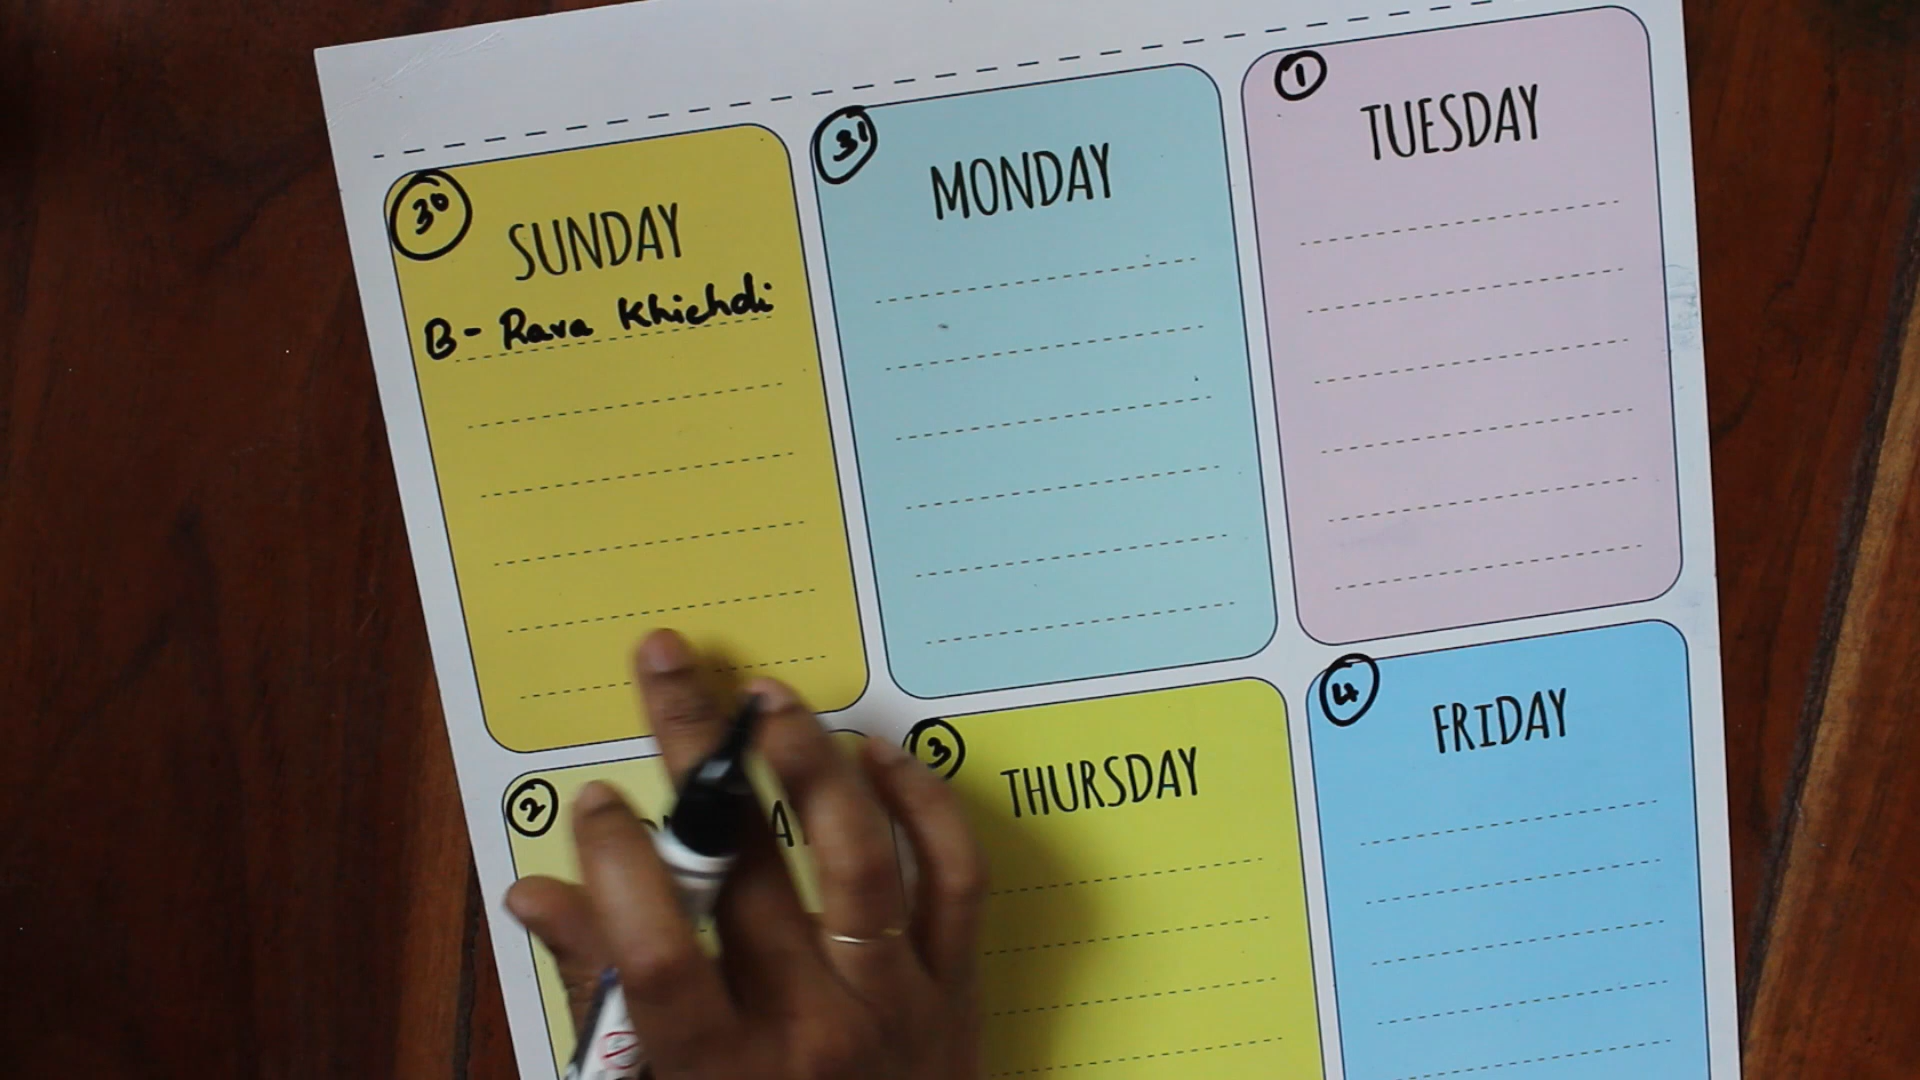 30
SUNDAY
B- Rava Khichdi
31
MONDAY
1
TUESDAY
2
3
THURSDAY
4
FRIDAY